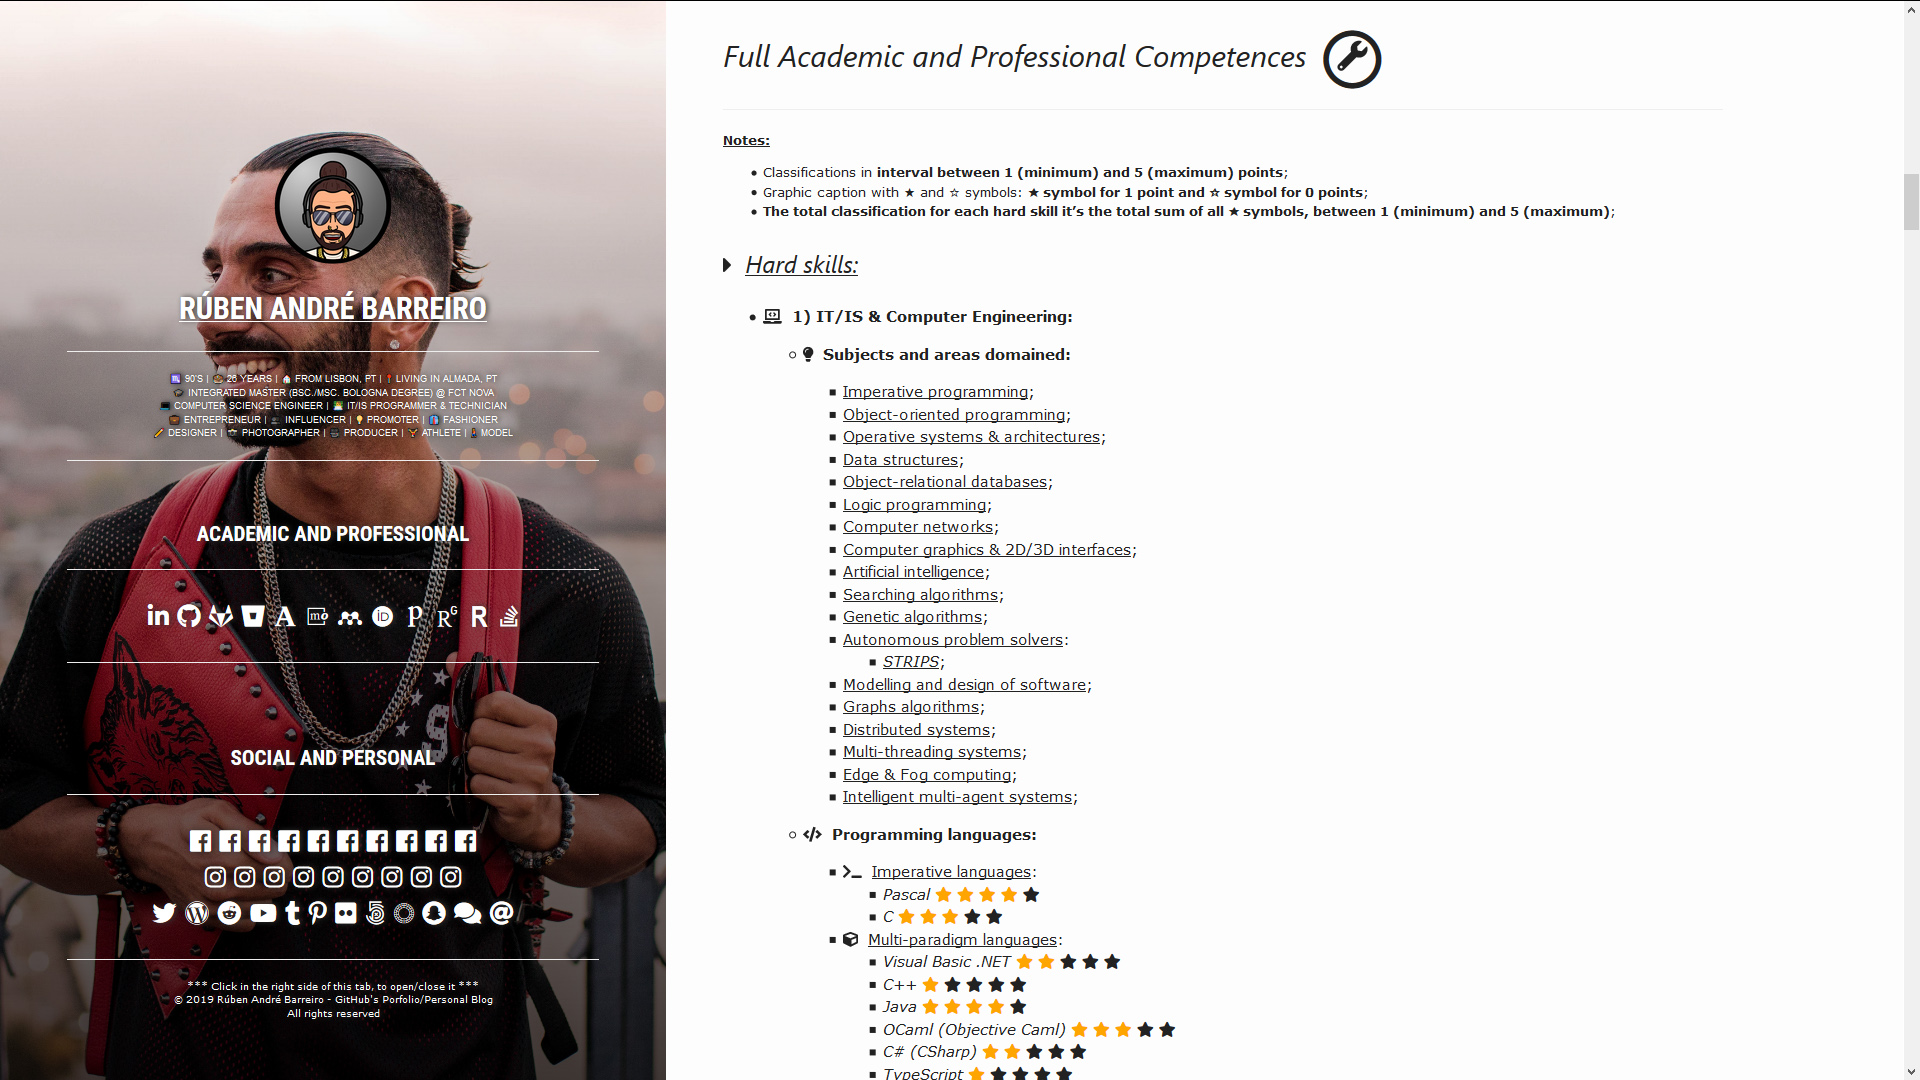 RÚBEN ANDRÉ BARREIRO
90'S | 26 YEARS | FROM LISBON, PT | LIVING IN ALMADA, PT
INTEGRATED MASTER (BSC./MSC. BOLOGNA DEGREE) @ FCT NOVA
COMPUTER SCIENCE ENGINEER | IT/IS PROGRAMMER & TECHNICIAN
ENTREPRENEUR | INFLUENCER | PROMOTER | FASHIONER
DESIGNER | PHOTOGRAPHER | PRODUCER | ATHLETE | MODEL
ACADEMIC AND PROFESSIONAL
SOCIAL AND PERSONAL
*** Click in the right side of this tab, to open/close it ***
© 2019 Rúben André Barreiro - GitHub's Porfolio/Personal Blog
All rights reserved
Full Academic and Professional Competences
Notes:
• Classifications in interval between 1 (minimum) and 5 (maximum) points;
• Graphic caption with ★ and ☆ symbols: ★ symbol for 1 point and ☆ symbol for 0 points;
• The total classification for each hard skill it’s the total sum of all ★ symbols, between 1 (minimum) and 5 (maximum);
Hard skills:
1) IT/IS & Computer Engineering:
Subjects and areas domained:
Imperative programming;
Object-oriented programming;
Operative systems & architectures;
Data structures;
Object-relational databases;
Logic programming;
Computer networks;
Computer graphics & 2D/3D interfaces;
Artificial intelligence;
Searching algorithms;
Genetic algorithms;
Autonomous problem solvers:
STRIPS;
Modelling and design of software;
Graphs algorithms;
Distributed systems;
Multi-threading systems;
Edge & Fog computing;
Intelligent multi-agent systems;
Programming languages:
Imperative languages:
Pascal
C
Multi-paradigm languages:
Visual Basic .NET
C++
Java
OCaml (Objective Caml)
C# (CSharp)
TypeScript